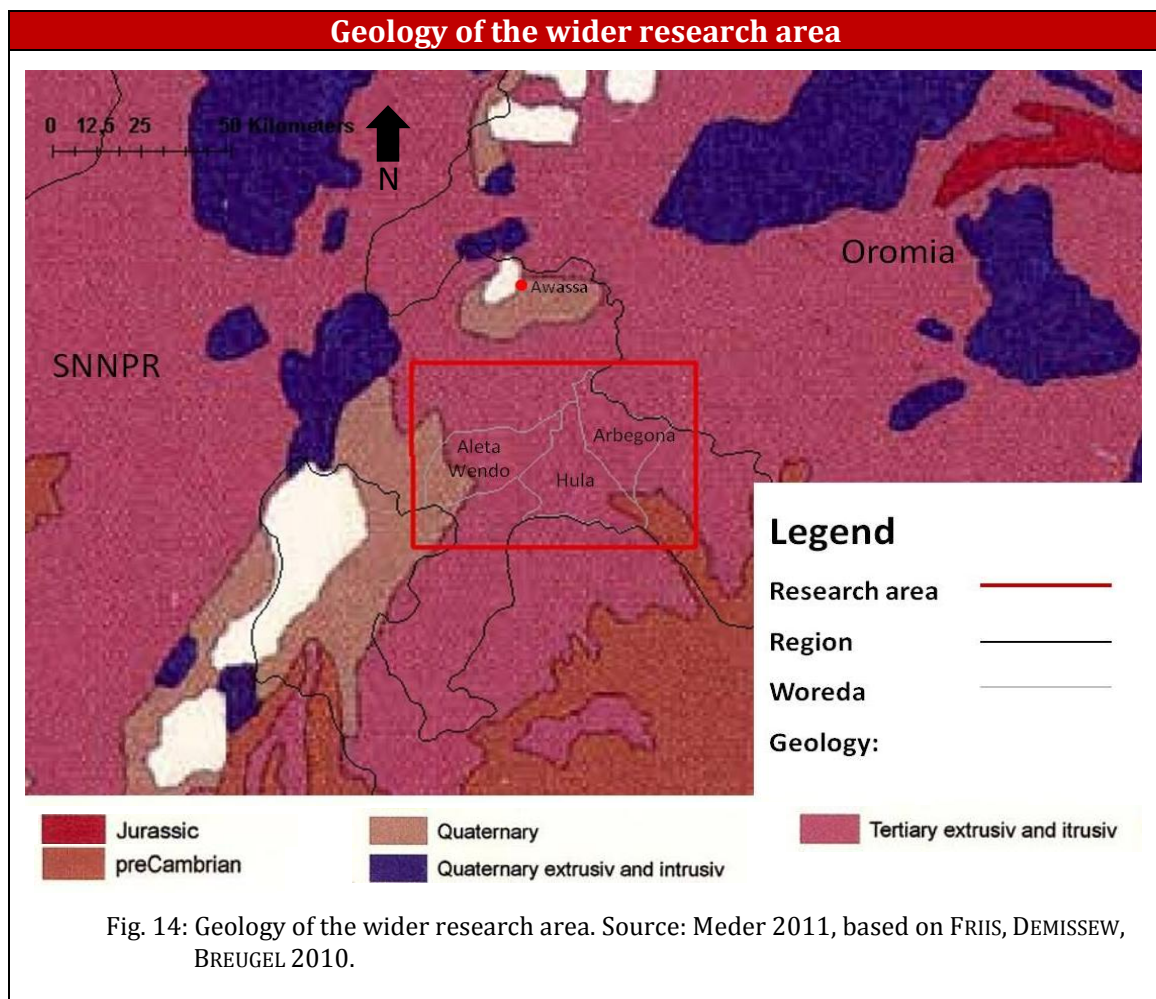 Geology of the wider research area
0 12,5 25 50 Kilometers
N
Oromia
Awassa
SNNPR
Aleta
Wendo
Arbegona
Hula
Legend
Research area
Region
Woreda
Geology:
Jurassic
preCambrian
Quaternary
Quaternary extrusiv and intrusiv
Tertiary extrusiv and itrusiv
Fig. 14: Geology of the wider research area. Source: Meder 2011, based on FRIIS, DEMISSEW,
BREUGEL 2010.